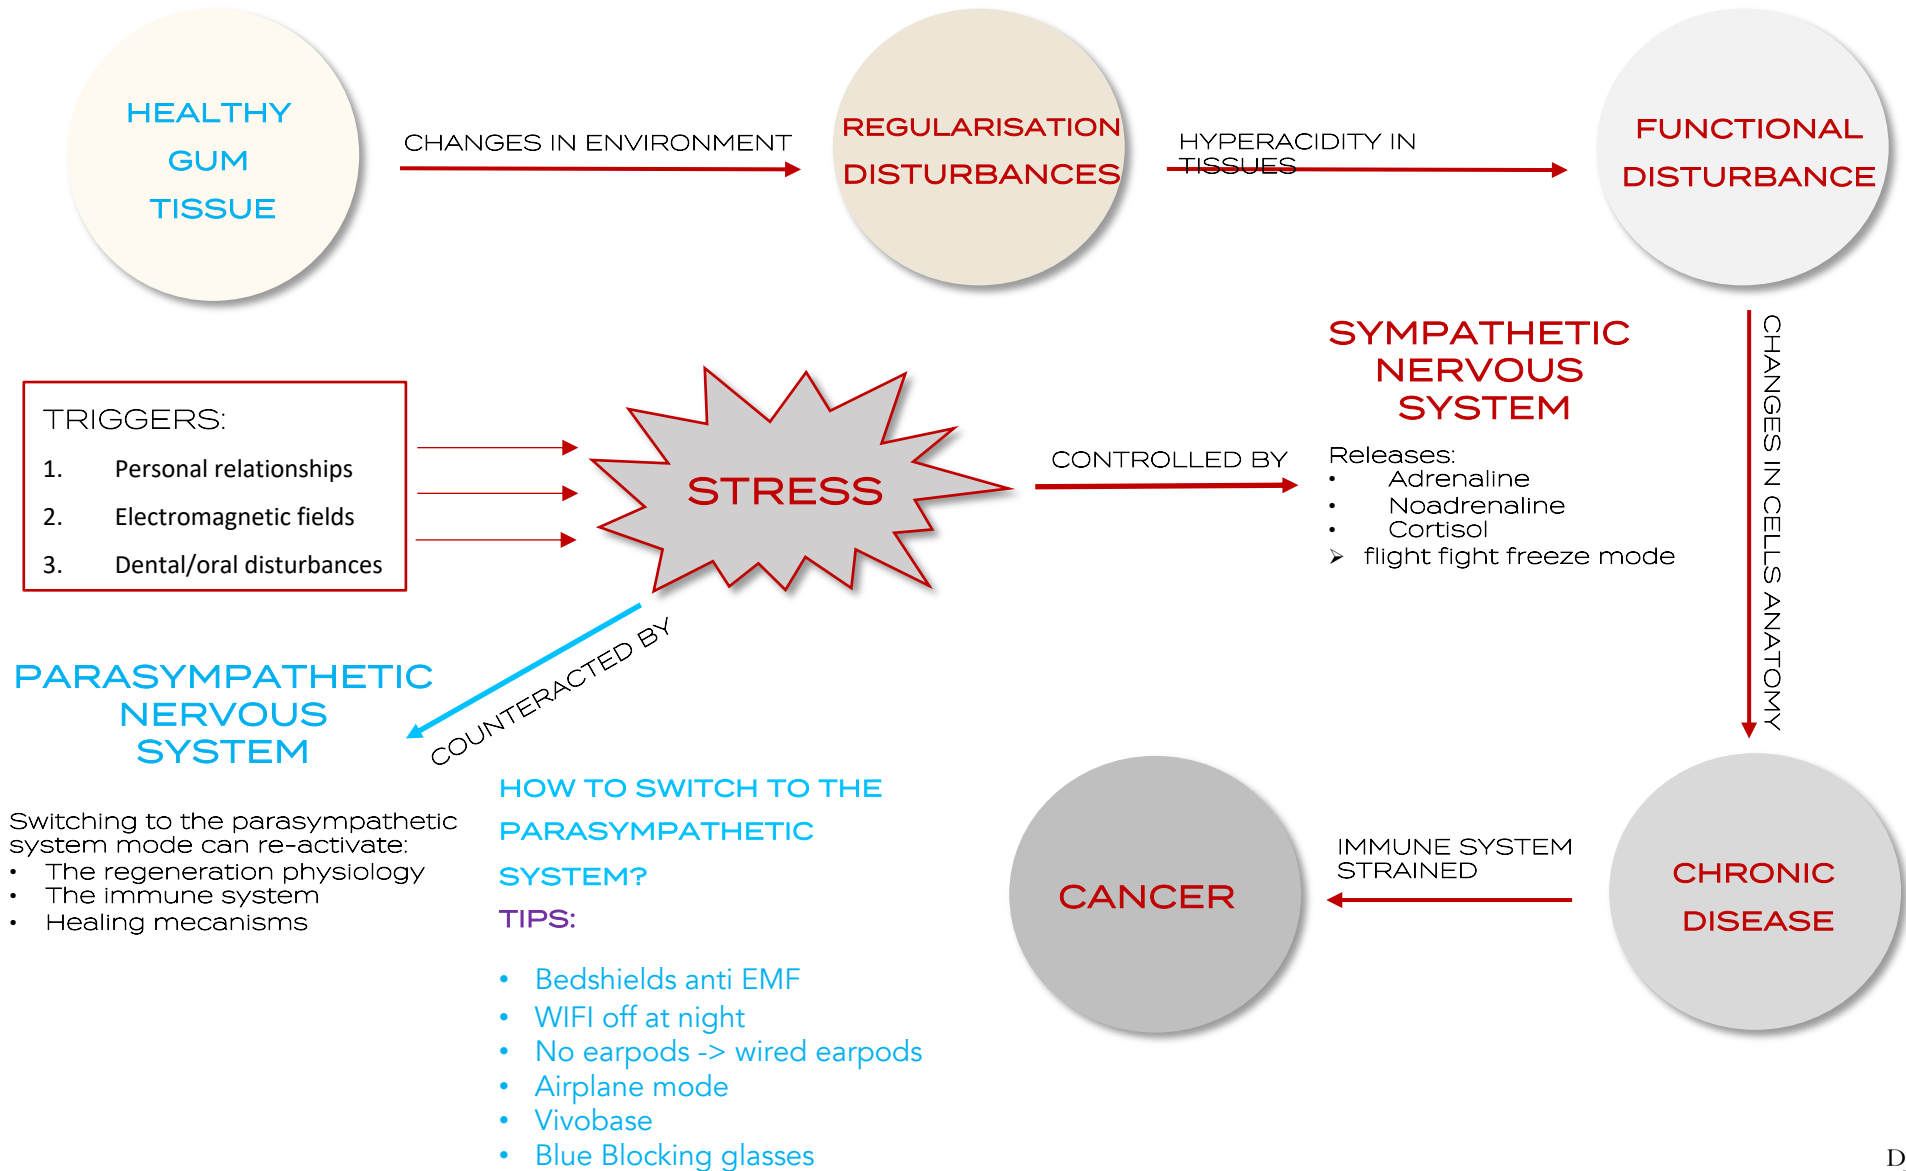 HEALTHY
GUM
TISSUE
CHANGES IN ENVIRONMENT
REGULARISATION
DISTURBANCES
HYPERACIDITY IN
TISSUES
FUNCTIONAL
DISTURBANCE
CHANGES IN CELLS ANATOMY
TRIGGERS:
1. Personal relationships
2. Electromagnetic fields
3. Dental/oral disturbances
STRESS
CONTROLLED BY
SYMPATHETIC
NERVOUS
SYSTEM
Releases:
• Adrenaline
• Noadrenaline
• Cortisol
➢ flight fight freeze mode
COUNTERACTED BY
PARASYMPATHETIC
NERVOUS
SYSTEM
Switching to the parasympathetic
system mode can re-activate:
• The regeneration physiology
• The immune system
• Healing mecanisms
HOW TO SWITCH TO THE
PARASYMPATHETIC
SYSTEM?
TIPS:
• Bedshields anti EMF
• WIFI off at night
• No earpods -> wired earpods
• Airplane mode
• Vivobase
• Blue Blocking glasses
CHRONIC
DISEASE
IMMUNE SYSTEM
STRAINED
CANCER
D